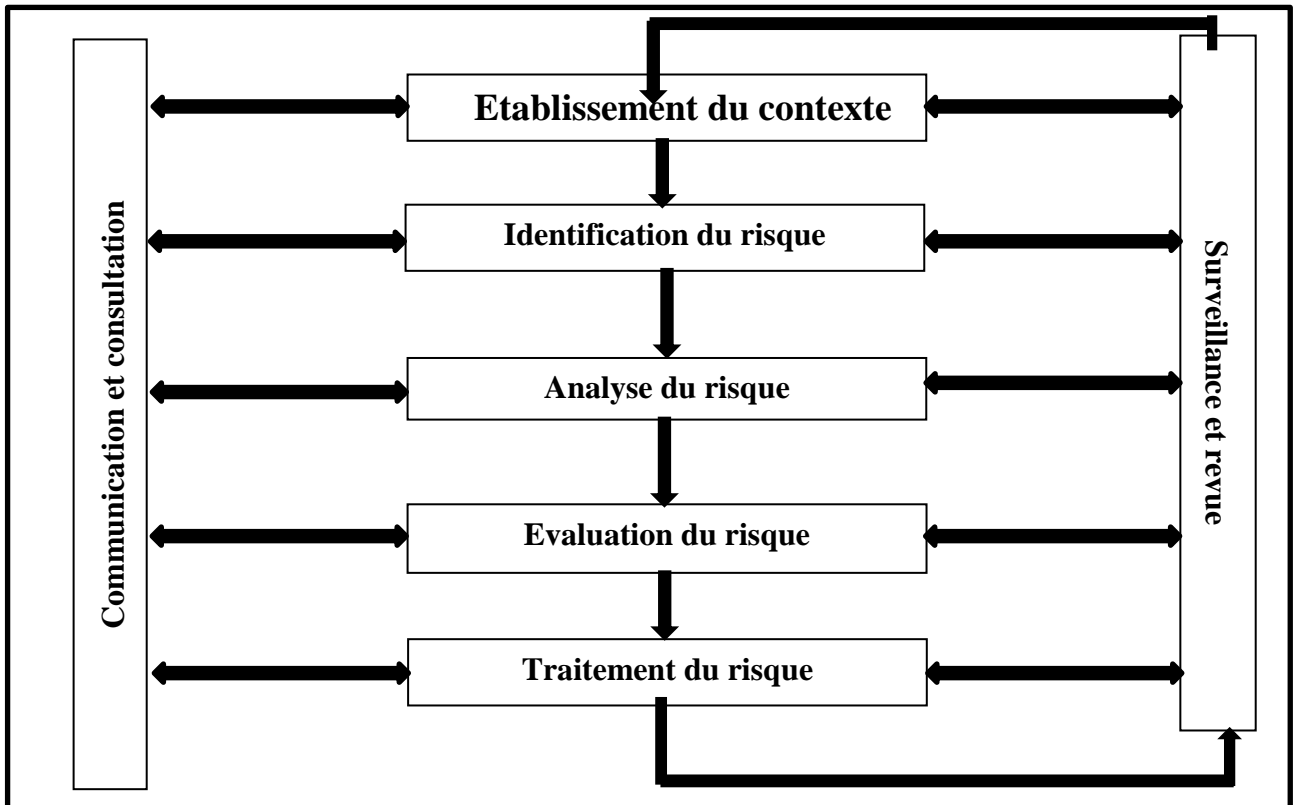 Communication et consultation
Etablissement du contexte
Identification du risque
Analyse du risque
Evaluation du risque
Traitement du risque
Surveillance et revue